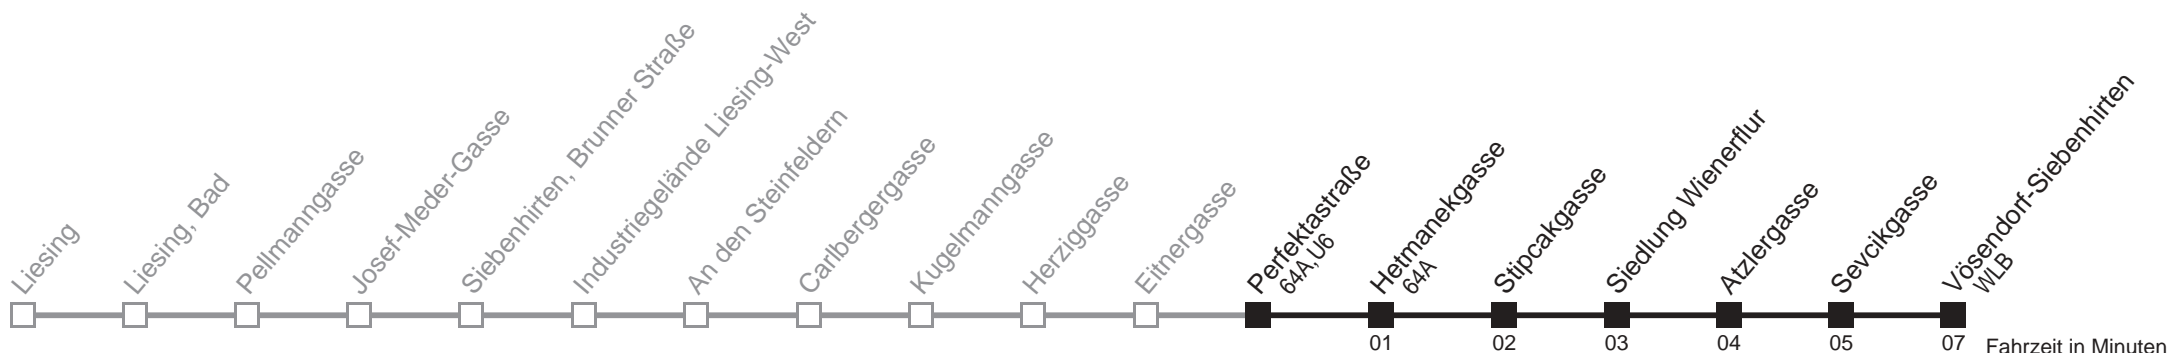 Liesing
Liesing, Bad
Pellmanngasse
Josef-Meder-Gasse
Siebenhirten, Brunner Straße
Industriegelände Liesing-West
An den Steinfeldern
Carlbergergasse
Kugelmanngasse
Herziggasse
Eitnergasse
Perfektastraße
64A,U6
Hetmanekgasse
64A
Stipcakgasse
Siedlung Wienerflur
Atzlergasse
Sevcikgasse
Vösendorf-Siebenhirten
WLB
01 02 03 04 05 07 Fahrzeit in Minuten